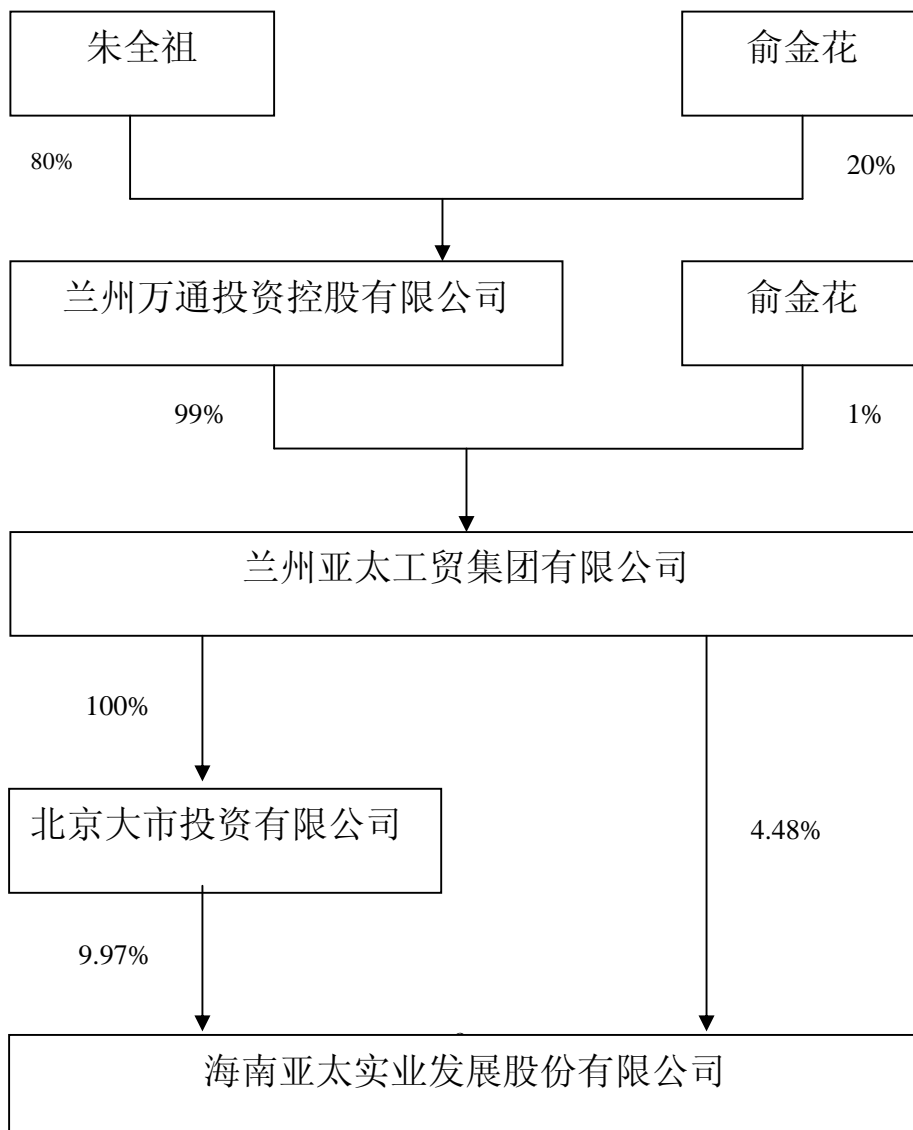 朱全祖
俞金花
80%
20%
兰州万通投资控股有限公司
俞金花
99%
1%
兰州亚太工贸集团有限公司
100%
北京大市投资有限公司
4.48%
9.97%
海南亚太实业发展股份有限公司